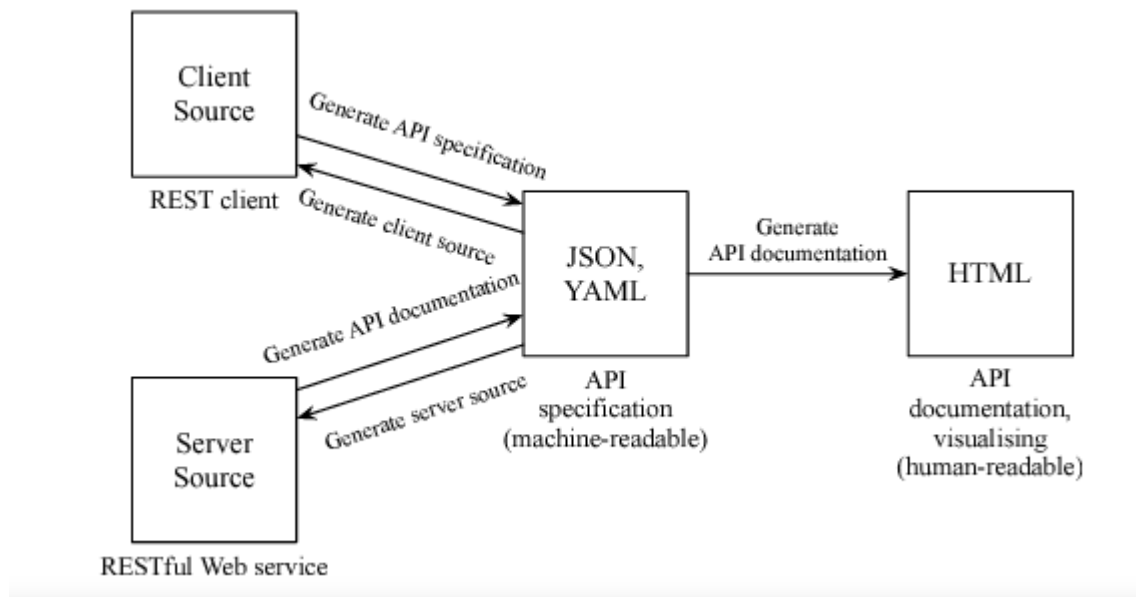 Client
Source
REST client
Generate API specification
Generate client source
Generate API documentation
Generate server source
Server
Source
RESTful Web service
JSON,
YAML
API
specification
(machine-readable)
Generate
API documentation
HTML
API
documentation,
visualising
(human-readable)